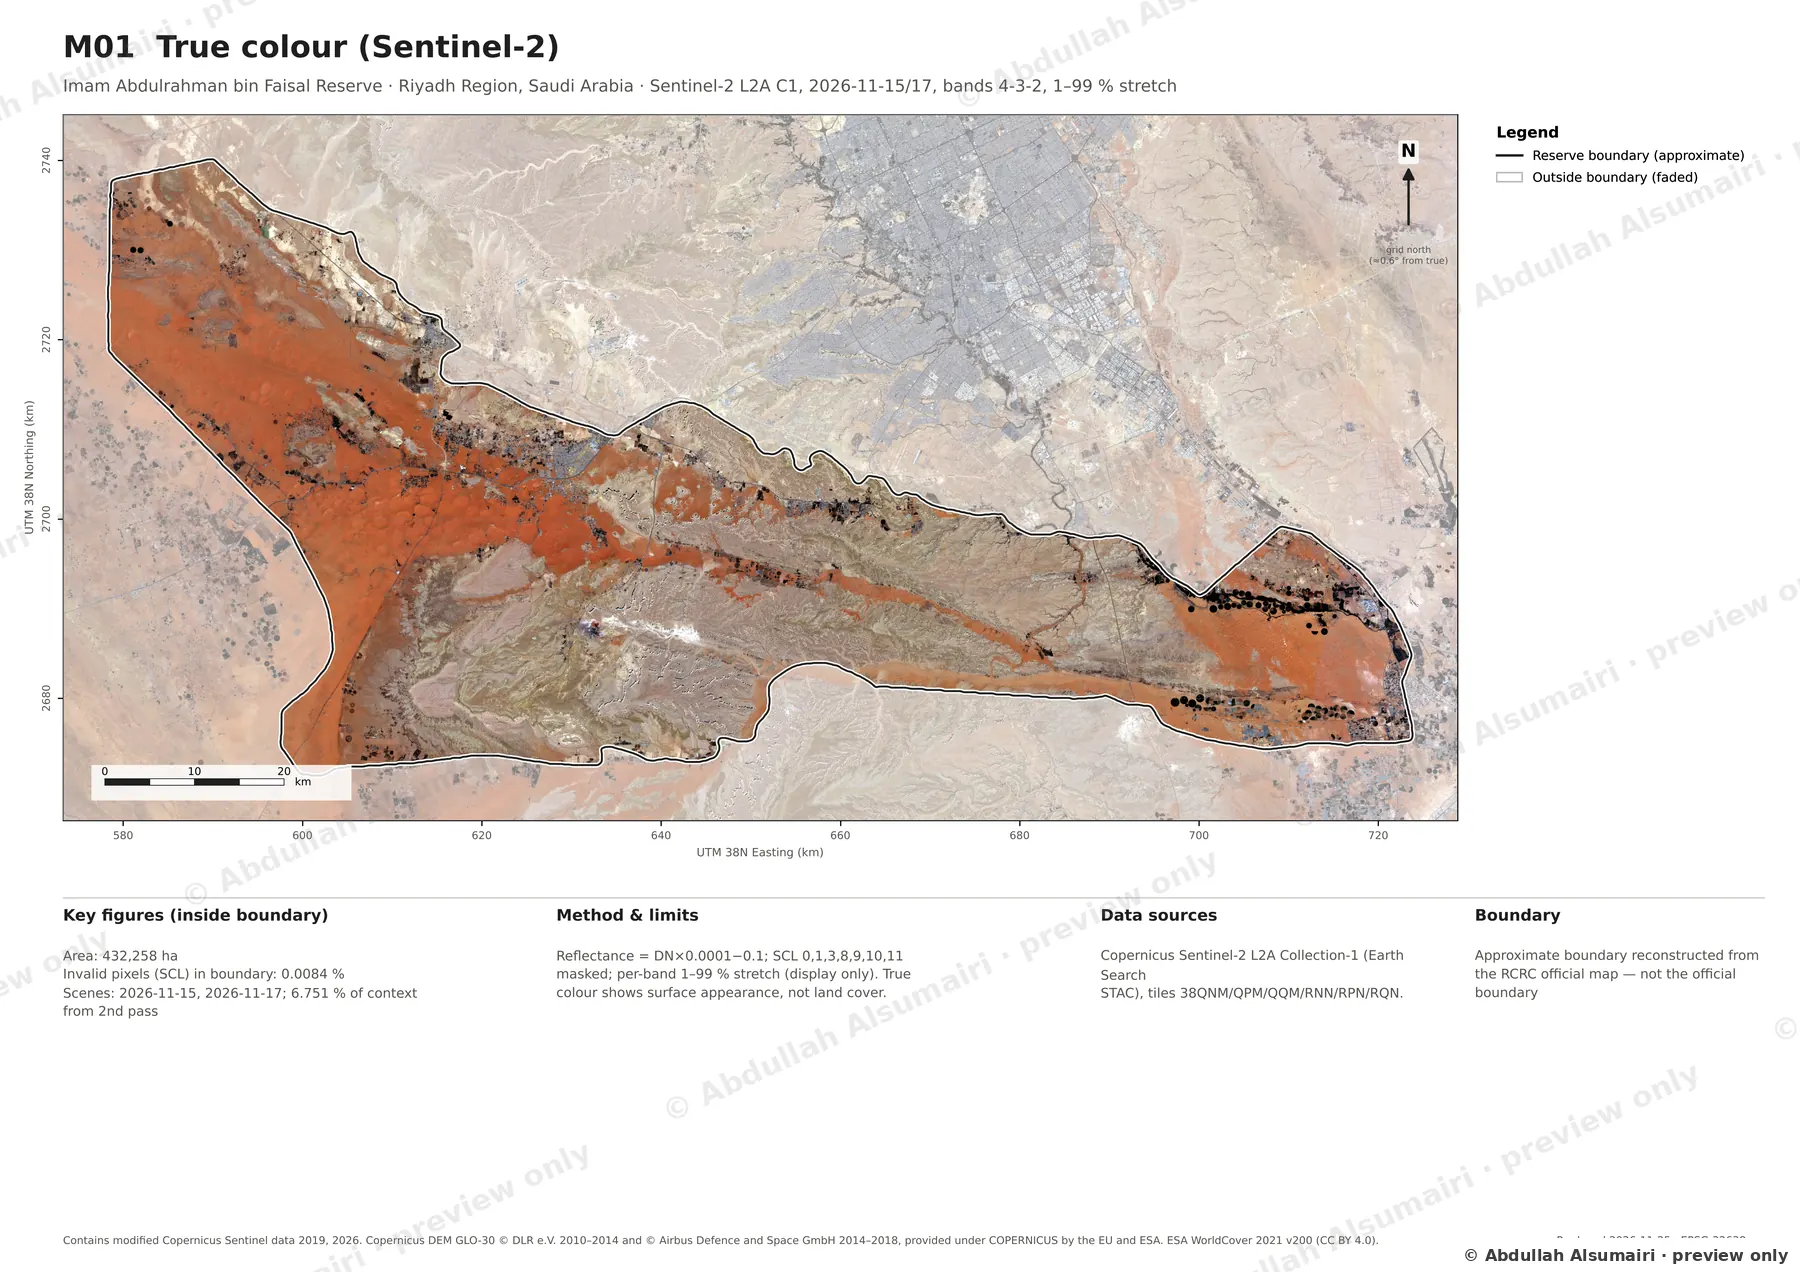 M01 True colour (Sentinel-2)
Imam Abdulrahman bin Faisal Reserve · Riyadh Region, Saudi Arabia · Sentinel-2 L2A C1, 2026-11-15/17, bands 4-3-2, 1–99 % stretch
Legend
Reserve boundary (approximate)
Outside boundary (faded)
N
grid north
(≈0.6° from true)
UTM 38N Northing (km)
2740
2720
2700
2680
0 10 20 km
580 600 620 640 660 680 700 720
UTM 38N Easting (km)
Key figures (inside boundary)
Area: 432,258 ha
Invalid pixels (SCL) in boundary: 0.0084 %
Scenes: 2026-11-15, 2026-11-17; 6.751 % of context
from 2nd pass
Method & limits
Reflectance = DN×0.0001−0.1; SCL 0,1,3,8,9,10,11
masked; per-band 1–99 % stretch (display only). True
colour shows surface appearance, not land cover.
Data sources
Copernicus Sentinel-2 L2A Collection-1 (Earth
Search
STAC), tiles 38QNM/QPM/QQM/RNN/RPN/RQN.
Boundary
Approximate boundary reconstructed from
the RCRC official map — not the official
boundary
Contains modified Copernicus Sentinel data 2019, 2026. Copernicus DEM GLO-30 © DLR e.V. 2010–2014 and © Airbus Defence and Space GmbH 2014–2018, provided under COPERNICUS by the EU and ESA. ESA WorldCover 2021 v200 (CC BY 4.0).
© Abdullah Alsumairi · preview only
© Abdullah Alsumairi · preview only